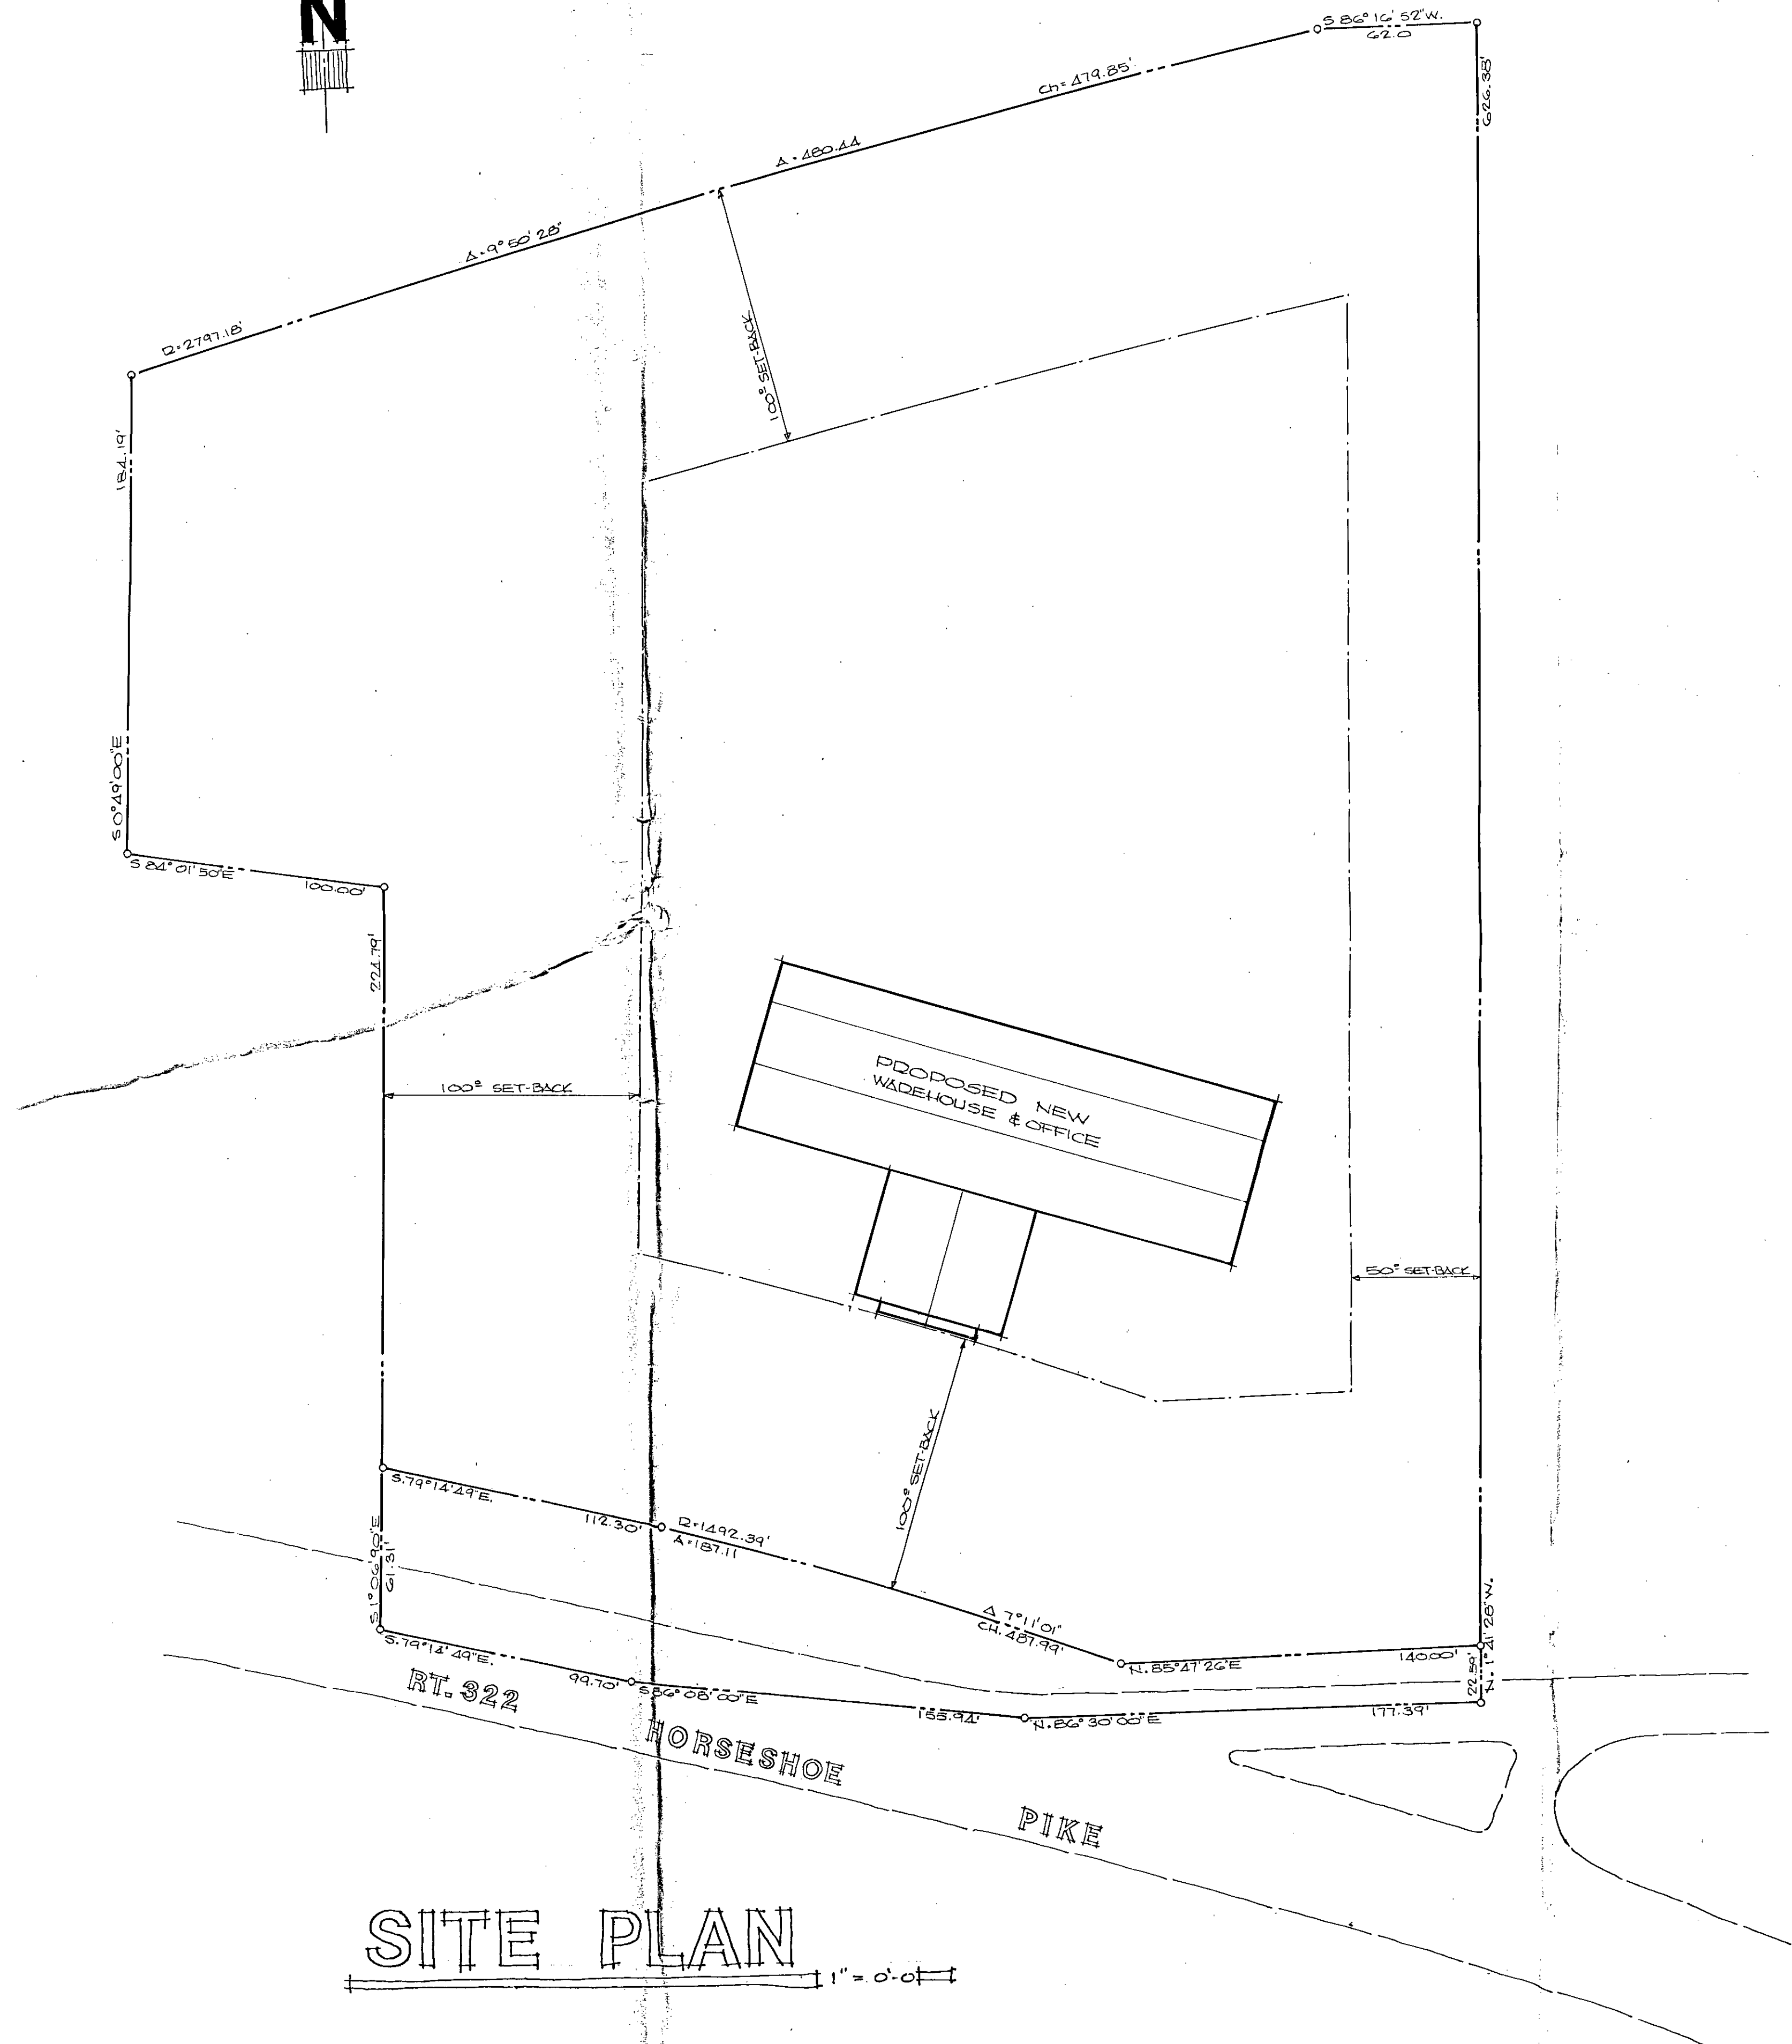 N
S 86° 16' 52" W.
62.0
626.38'
Ch= 479.85'
A = 480.44
Δ = 9° 50' 28"
R = 2797.18'
100° SET-BACK
184.19'
S 0° 49' 00" E
S 84° 01' 50" E
100.00'
224.79'
100° SET-BACK
PROPOSED NEW
WAREHOUSE & OFFICE
50° SET-BACK
100° SET-BACK
S. 79° 14' 49" E.
112.30'
R = 1492.39'
A = 187.11
Δ 7° 11' 01"
CH. 487.99'
N. 85° 47' 26" E
140.00'
N 1° 41' 28" W.
22.50'
S 1° 06' 90" E
61.31'
S. 79° 14' 49" E.
99.70'
S 86° 08' 00" E
155.94'
N. 86° 30' 00" E
177.39'
RT. 322
HORSESHOE
PIKE
SITE PLAN
1" = 0'-0